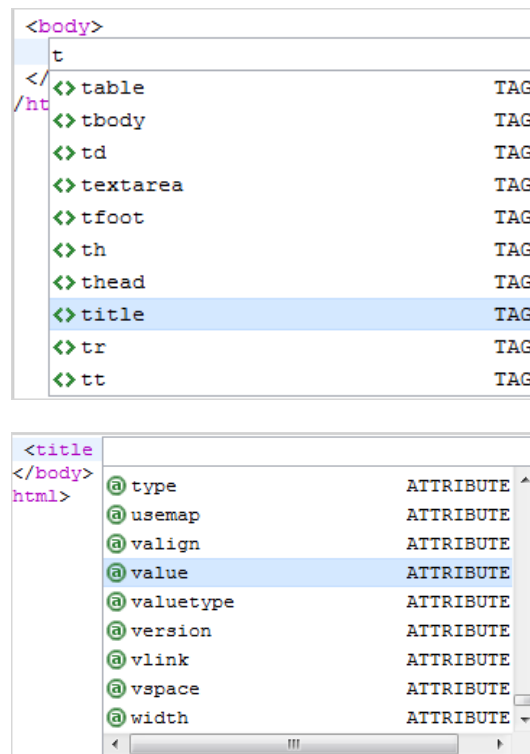 <body>
t
</
/ht
table TAG
tbody TAG
td TAG
textarea TAG
tfoot TAG
th TAG
thead TAG
title TAG
tr TAG
tt TAG
<title
</body>
html>
type ATTRIBUTE
usemap ATTRIBUTE
valign ATTRIBUTE
value ATTRIBUTE
valuetype ATTRIBUTE
version ATTRIBUTE
vlink ATTRIBUTE
vspace ATTRIBUTE
width ATTRIBUTE